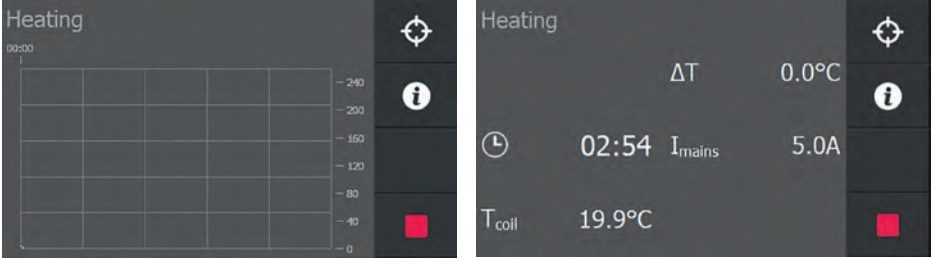 Heating
00:00
240
200
160
120
80
40
0
Heating
ΔT 0.0°C
02:54 Imains 5.0A
Tcoil 19.9°C
i
i